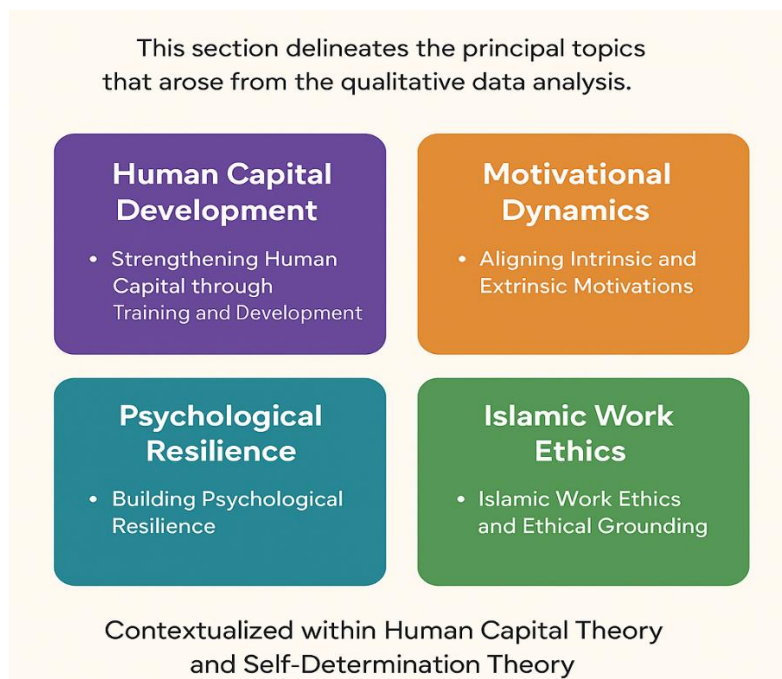 This section delineates the principal topics
that arose from the qualitative data analysis.
Human Capital
Development
• Strengthening Human
Capital through
Training and Development
Motivational
Dynamics
• Aligning Intrinsic and
Extrinsic Motivations
Psychological
Resilience
• Building Psychological
Resilience
Islamic Work
Ethics
• Islamic Work Ethics
and Ethical Grounding
Contextualized within Human Capital Theory
and Self-Determination Theory